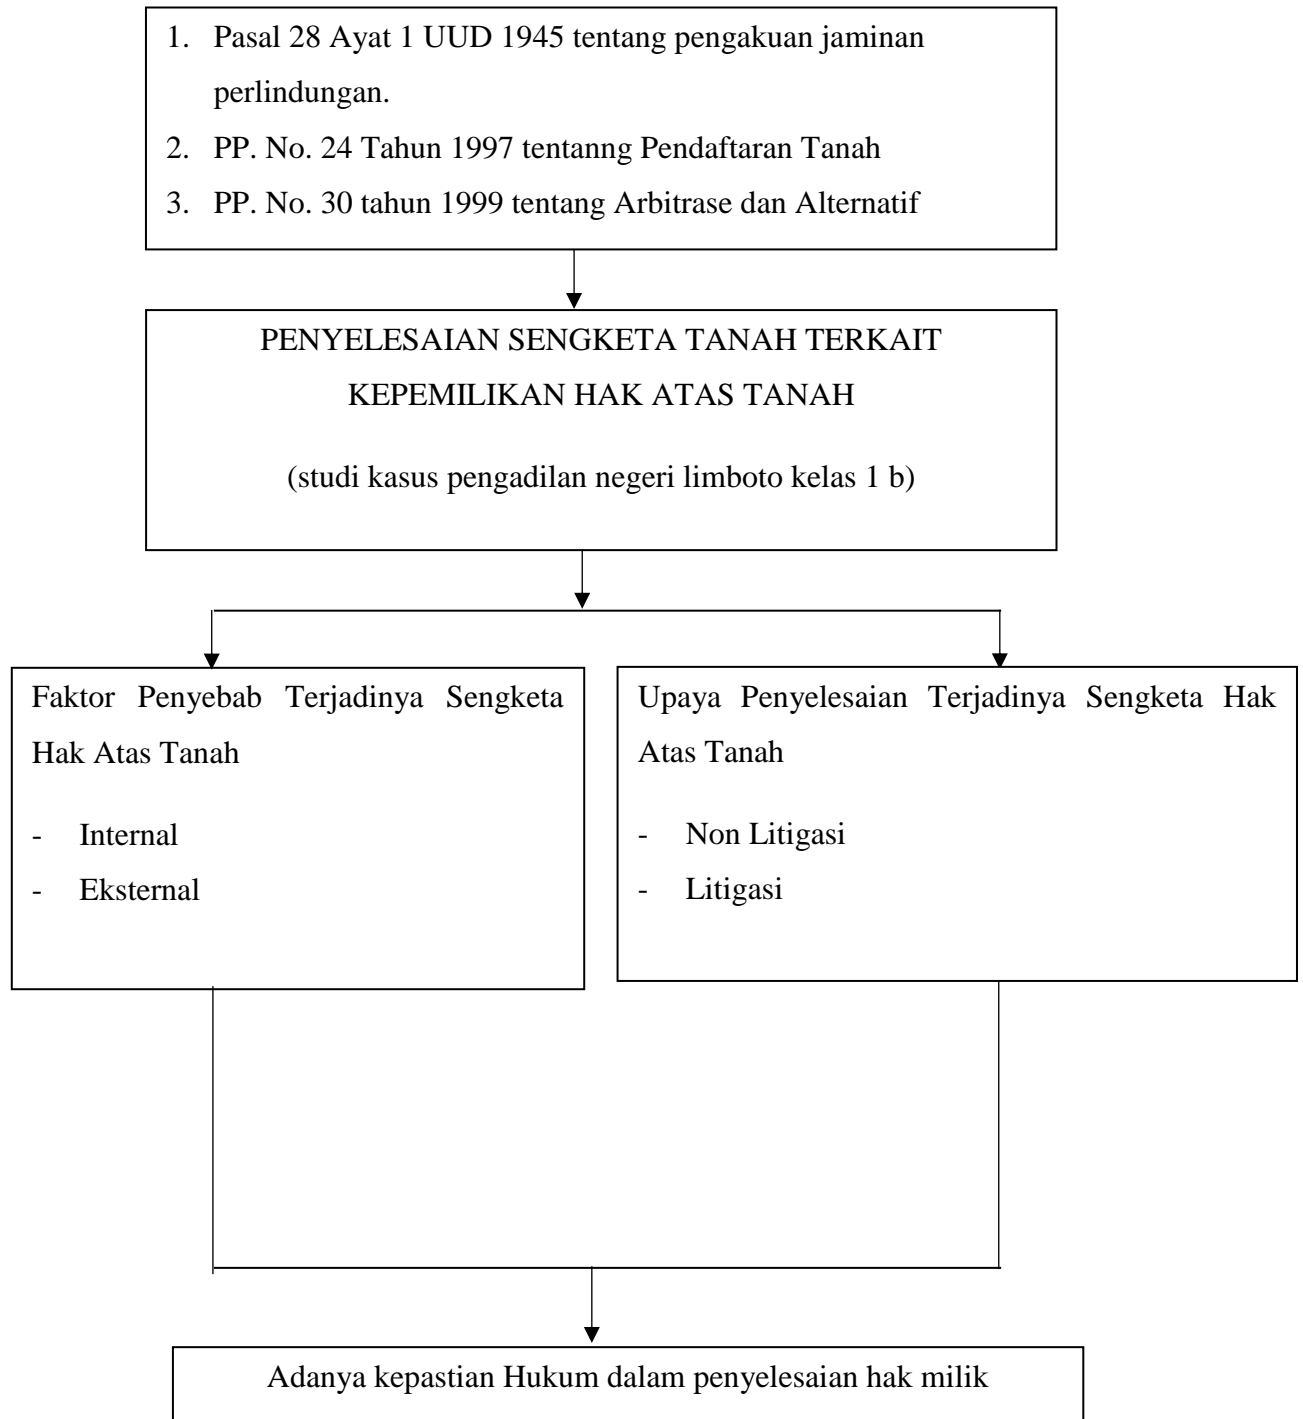 1. Pasal 28 Ayat 1 UUD 1945 tentang pengakuan jaminan
perlindungan.
2. PP. No. 24 Tahun 1997 tentanng Pendaftaran Tanah
3. PP. No. 30 tahun 1999 tentang Arbitrase dan Alternatif
PENYELESAIAN SENGKETA TANAH TERKAIT
KEPEMILIKAN HAK ATAS TANAH
(studi kasus pengadilan negeri limboto kelas 1 b)
Faktor Penyebab Terjadinya Sengketa
Hak Atas Tanah
- Internal
- Eksternal
Upaya Penyelesaian Terjadinya Sengketa Hak
Atas Tanah
- Non Litigasi
- Litigasi
Adanya kepastian Hukum dalam penyelesaian hak milik